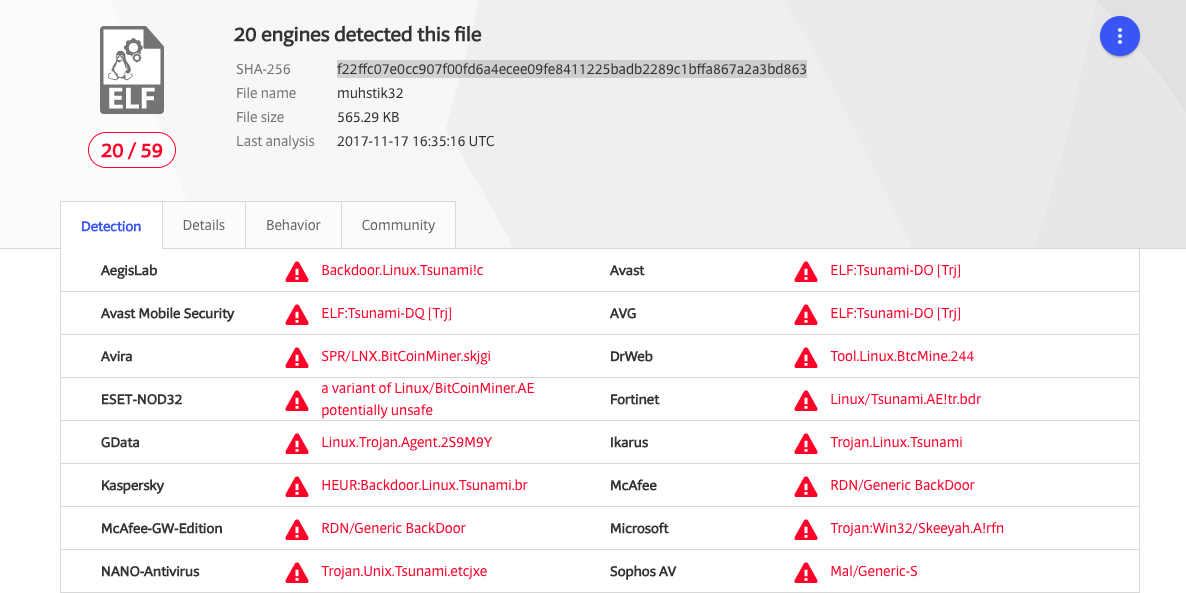 20 engines detected this file
SHA-256 f22ffc07e0cc907f00fd6a4ecee09fe8411225badb2289c1bffa867a2a3bd863
File name muhstik32
File size 565.29 KB
Last analysis 2017-11-17 16:35:16 UTC
ELF
20 / 59
Detection Details Behavior Community
AegisLab Backdoor.Linux.Tsunami!c Avast ELF:Tsunami-DO [Trj]
Avast Mobile Security ELF:Tsunami-DQ [Trj] AVG ELF:Tsunami-DO [Trj]
Avira SPR/LNX.BitCoinMiner.skjgi DrWeb Tool.Linux.BtcMine.244
ESET-NOD32 a variant of Linux/BitCoinMiner.AE
potentially unsafe Fortinet Linux/Tsunami.AE!tr.bdr
GData Linux.Trojan.Agent.2S9M9Y Ikarus Trojan.Linux.Tsunami
Kaspersky HEUR:Backdoor.Linux.Tsunami.br McAfee RDN/Generic BackDoor
McAfee-GW-Edition RDN/Generic BackDoor Microsoft Trojan:Win32/Skeeyah.A!rfn
NANO-Antivirus Trojan.Unix.Tsunami.etcjxe Sophos AV Mal/Generic-S